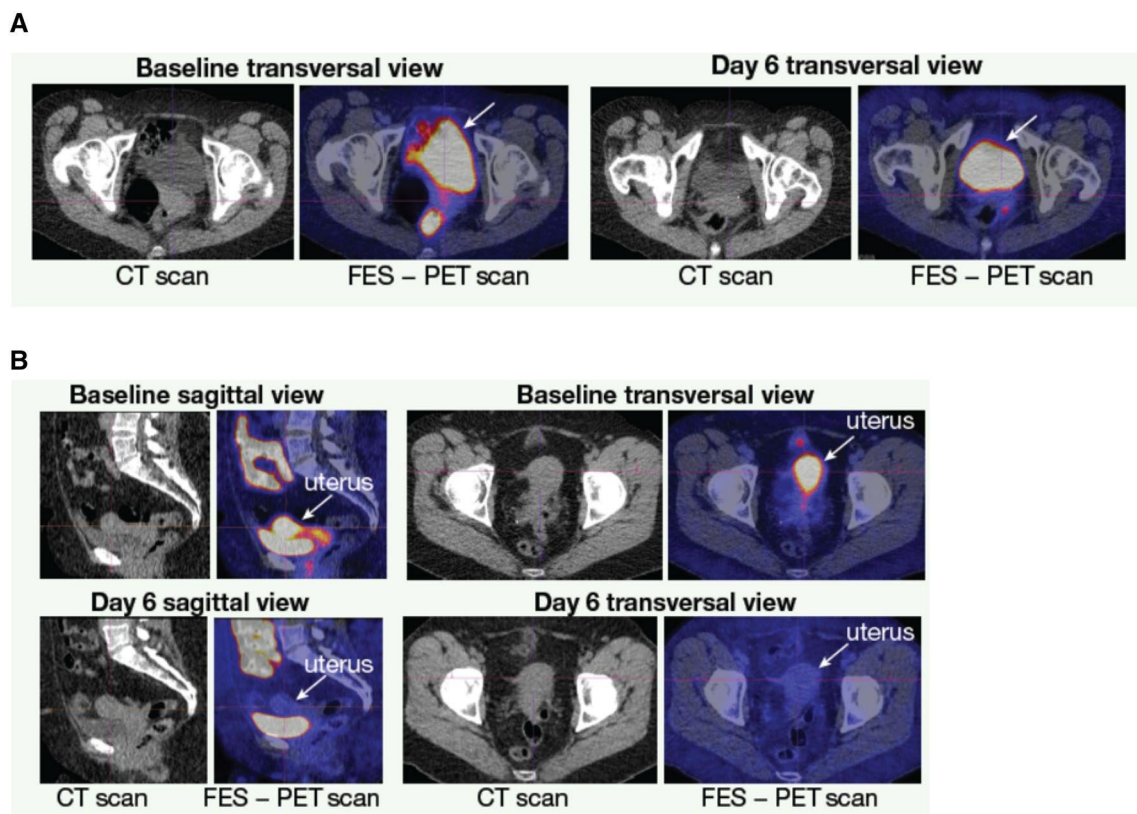 A
Baseline transversal view
Day 6 transversal view
CT scan
FES – PET scan
CT scan
FES – PET scan
B
Baseline sagittal view
Baseline transversal view
uterus
uterus
Day 6 sagittal view
Day 6 transversal view
uterus
uterus
CT scan
FES – PET scan
CT scan
FES – PET scan